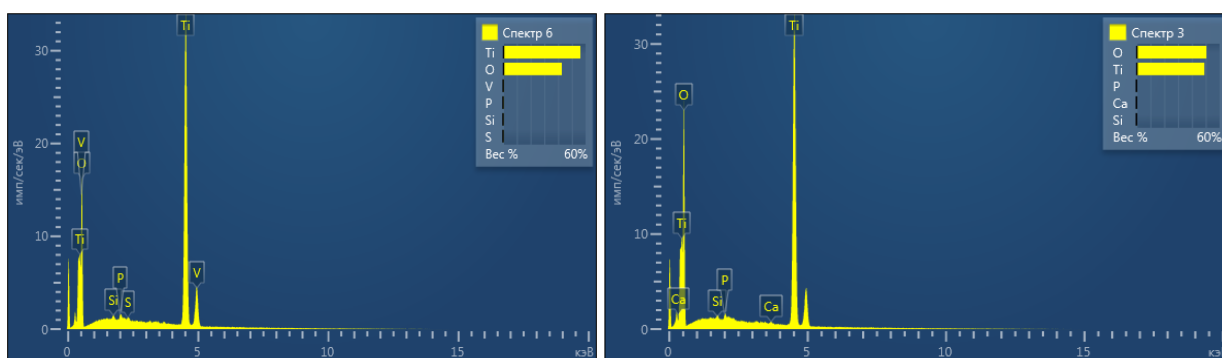 Спектр 6
Ti
O
V
P
Si
S
Вес % 60%
имп/сек/эВ
30
20
10
0
V
O
Ti
Si
P
S
Ti
V
0 5 10 15 кэВ
Спектр 3
O
Ti
P
Ca
Si
Вес % 60%
имп/сек/эВ
30
20
10
0
O
Ti
Ca
Si
P
Ca
Ti
0 5 10 15 кэВ